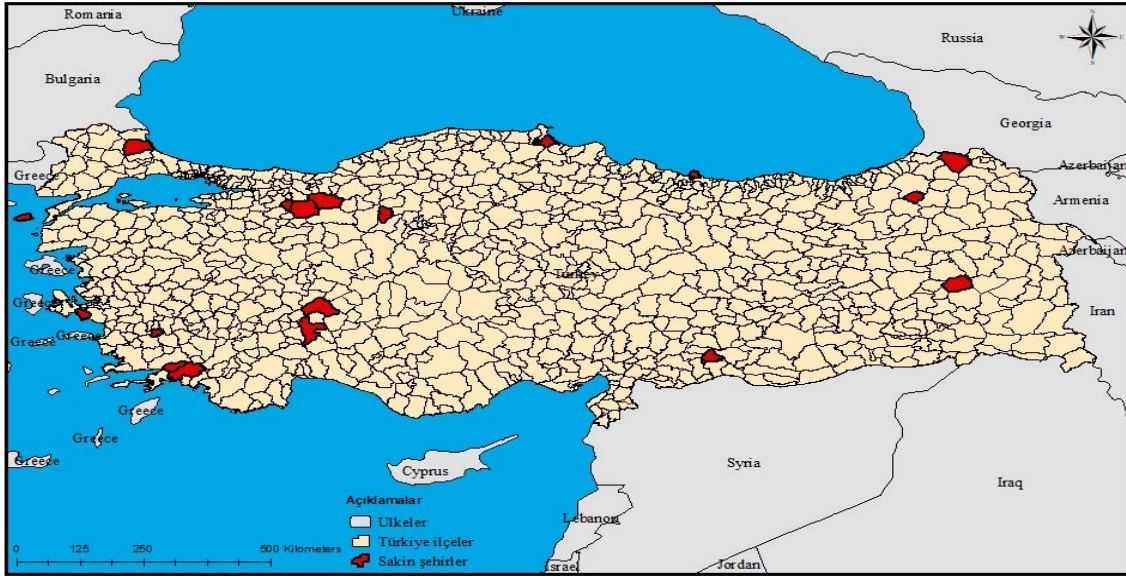 Romania
Ukraine
N
W
E
S
Russia
Bulgaria
Georgia
Greece
Azerbaijan
Armenia
Azerbaijan
Greece
Turkey
Greece
Iran
Greece
Greece
Greece
Greece
Greece
Cyprus
Syria
Iraq
Lebanon
Israel
Jordan
Açıklamalar
Ulkeler
Türkiye ilçeler
Sakin şehirler
0 125 250 500 Kilometers